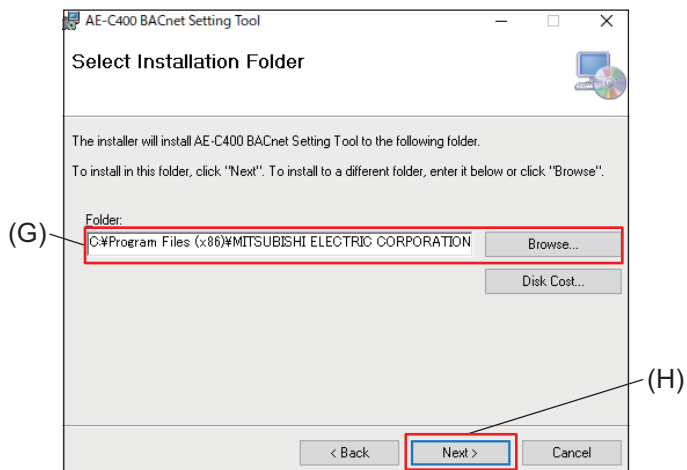 AE-C400 BACnet Setting Tool
Select Installation Folder
The installer will install AE-C400 BACnet Setting Tool to the following folder.
To install in this folder, click "Next". To install to a different folder, enter it below or click "Browse".
Folder:
(G)
C:¥Program Files (x86)¥MITSUBISHI ELECTRIC CORPORATION
Browse...
Disk Cost...
(H)
< Back
Next >
Cancel